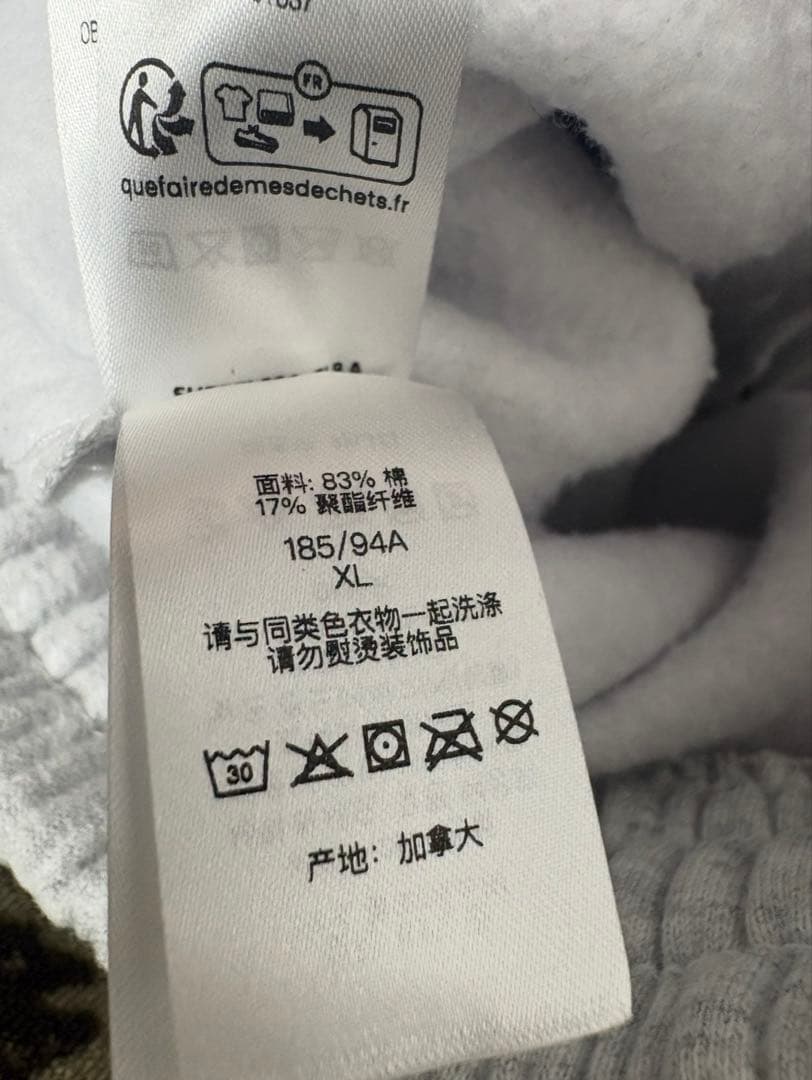 OB
FR
quefairedemesdechets.fr
面料: 83% 棉
17% 聚酯纤维
185/94A
XL
请与同类色衣物一起洗涤
请勿熨烫装饰品
30
产地: 加拿大